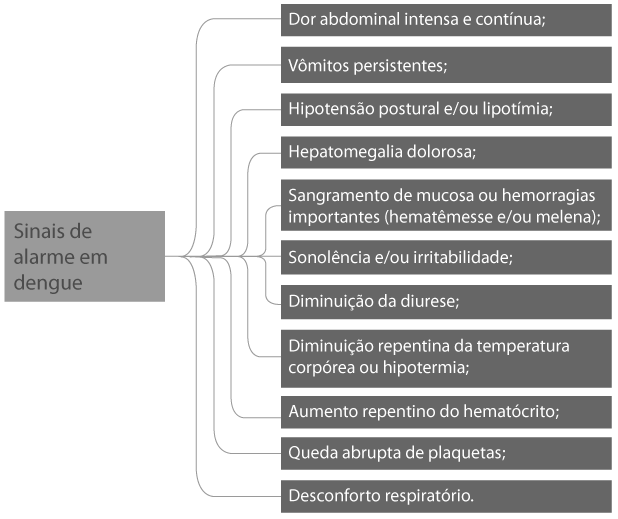 Sinais de
alarme em
dengue
Dor abdominal intensa e contínua;
Vômitos persistentes;
Hipotensão postural e/ou lipotímia;
Hepatomegalia dolorosa;
Sangramento de mucosa ou hemorragias
importantes (hematêmesse e/ou melena);
Sonolência e/ou irritabilidade;
Diminuição da diurese;
Diminuição repentina da temperatura
corpórea ou hipotermia;
Aumento repentino do hematócrito;
Queda abrupta de plaquetas;
Desconforto respiratório.